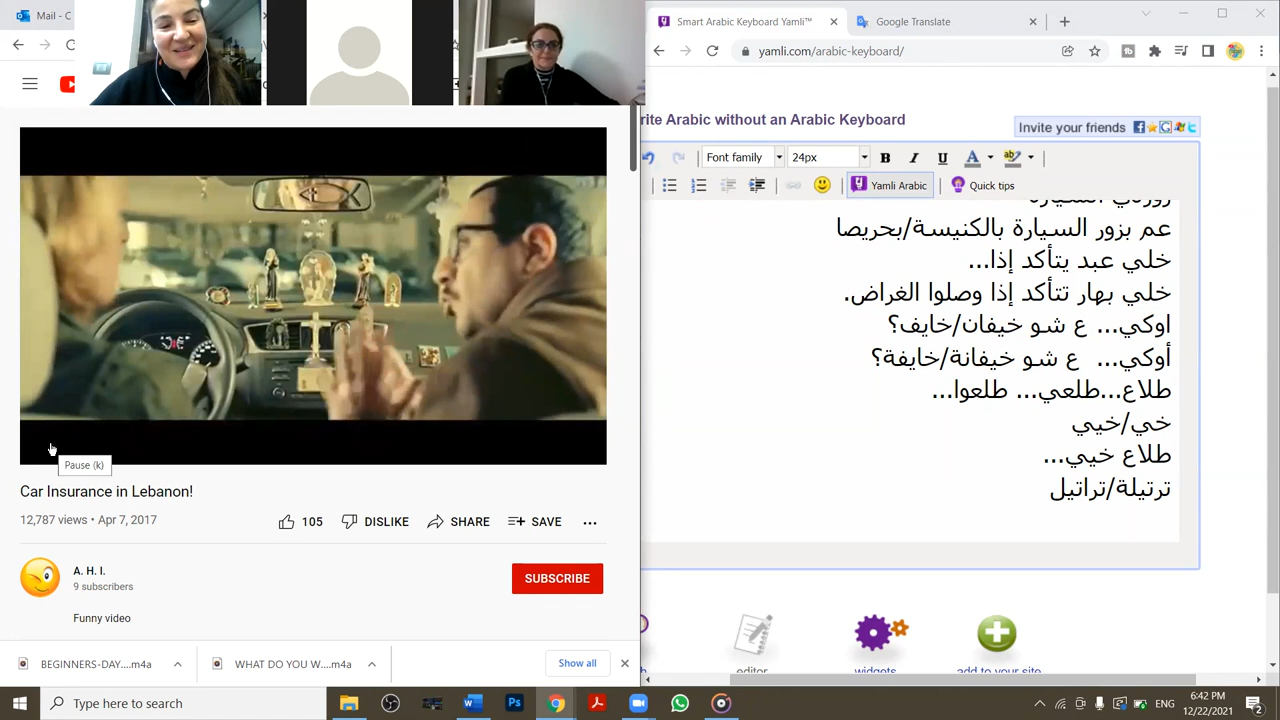 Mail - C
Smart Arabic Keyboard Yamli™
Google Translate
yamli.com/arabic-keyboard/
rite Arabic without an Arabic Keyboard
Invite your friends
Font family
24px
B I U A
Yamli Arabic
Quick tips
السيارة
عم بزور السيارة بالكنيسة/بحريصا
خلي عبد يتأكد إذا...
خلي بهار تتأكد إذا وصلوا الغراض.
اوكي... ع شو خيفان/خايف؟
أوكي... ع شو خيفانة/خايفة؟
طلاع...طلعي... طلعوا...
خي/خيي
طلاع خيي...
ترتيلة/تراتيل
Pause (k)
Car Insurance in Lebanon!
12,787 views • Apr 7, 2017
105
DISLIKE
SHARE
SAVE
A. H. I.
9 subscribers
SUBSCRIBE
Funny video
editor
widgets
add to your site
BEGINNERS-DAY....m4a
WHAT DO YOU W....m4a
Show all
Type here to search
ENG
6:42 PM
12/22/2021
2